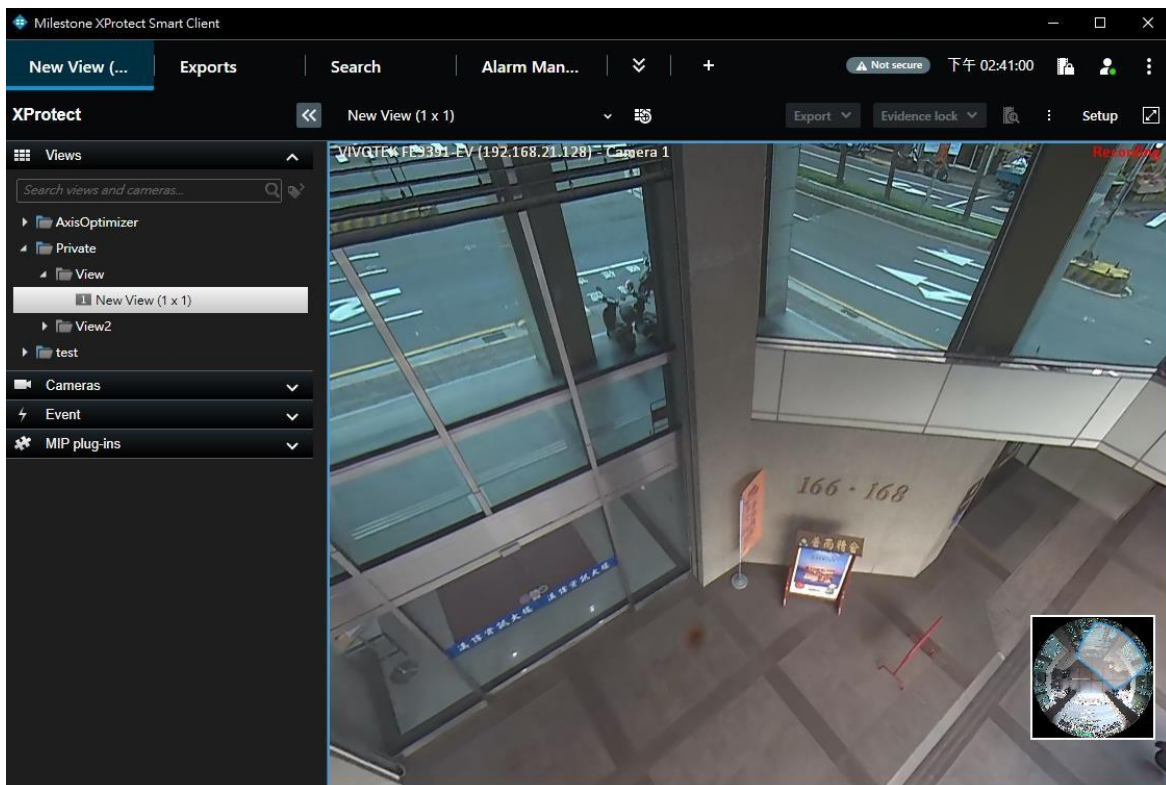 Milestone XProtect Smart Client
New View (... Exports Search Alarm Man... + Not secure 下午 02:41:00
XProtect New View (1 x 1) Export Evidence lock Setup
Views
VIVOTEK FE9391-EV (192.168.21.128) - Camera 1 Recording
Search views and cameras...
AxisOptimizer
Private
View
1 New View (1 x 1)
View2
test
Cameras
Event
MIP plug-ins
166 - 168